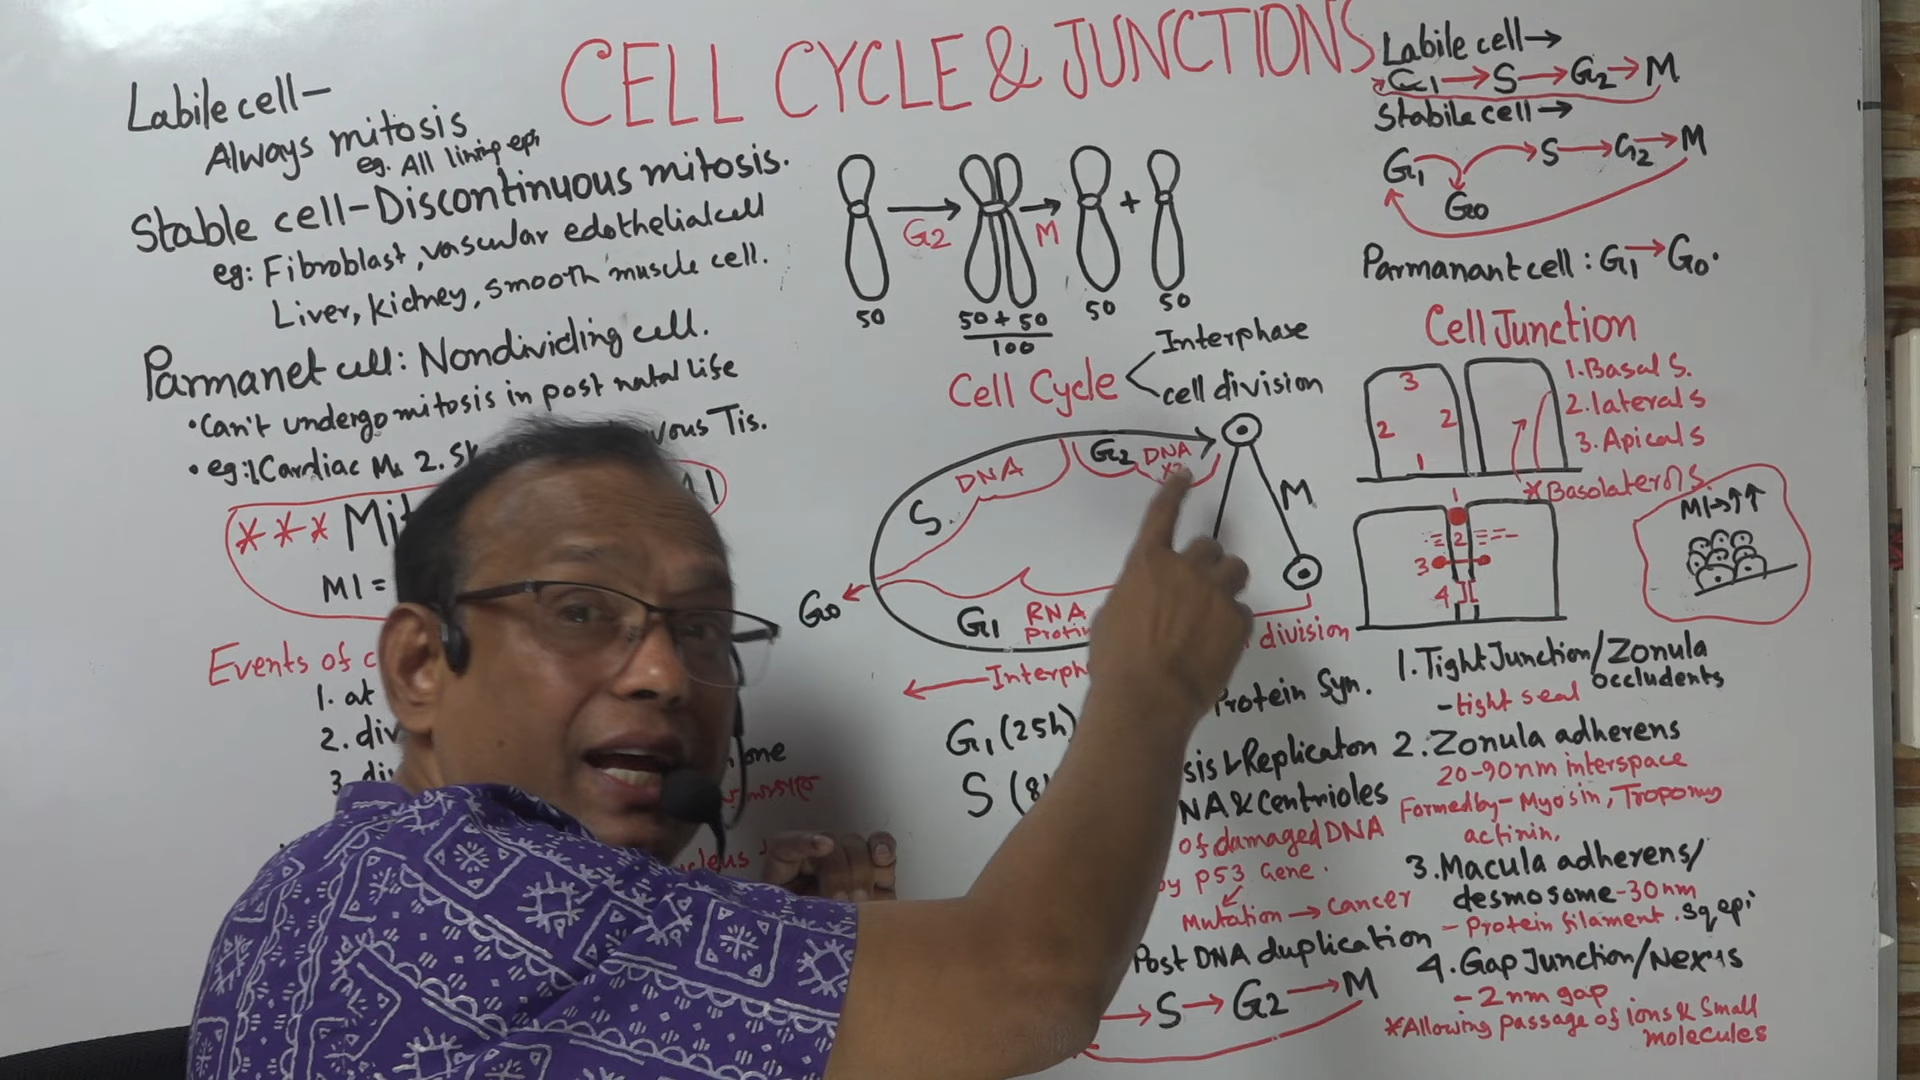 CELL CYCLE & JUNCTIONS
Labile cell-
Always mitosis
eg. All lining epi
Stable cell-Discontinuous mitosis.
eg: Fibroblast, vascular edothelial cell
Liver, kidney, smooth muscle cell.
Parmanet cell: Nondividing cell.
•Can't undergo mitosis in post natal life
•eg: 1.Cardiac Ms 2. Sk vous Tis.
*** Mit
MI =
Events of c
1. at
2. div
3. di
one
cleus
G2
M
+
50
50 + 50
100
50
50
Cell Cycle
Interphase
cell division
S.
DNA
G2
DNA
X2
M
G0
G1
RNA
Protin
Interph
division
G1 (25h)
Protein Syn.
S (8
sis & Replicaton
NA & Centrioles
of damaged DNA
by P53 Gene.
Mutation → cancer
Post DNA duplication
→ S → G2 → M
Labile cell→
G1 → S → G2 → M
Stabile cell→
G1 S → G2 → M
G0
Parmanant cell: G1 → G0.
Cell Junction
3
2 2
1
1. Basal S.
2. lateral S
3. Apical S
*Basolateral S.
1
2
3
4
MI→↑↑
1. Tight Junction/Zonula
occludents
-tight seal
2. Zonula adherens
20-90nm interspace
Formed by- Myosin, Tropomy
actinin,
3. Macula adherens/
desmosome-30nm
- Protein filament. Sq epi
4. Gap Junction/Nexus
-2nm gap
*Allowing passage of ions & small
molecules